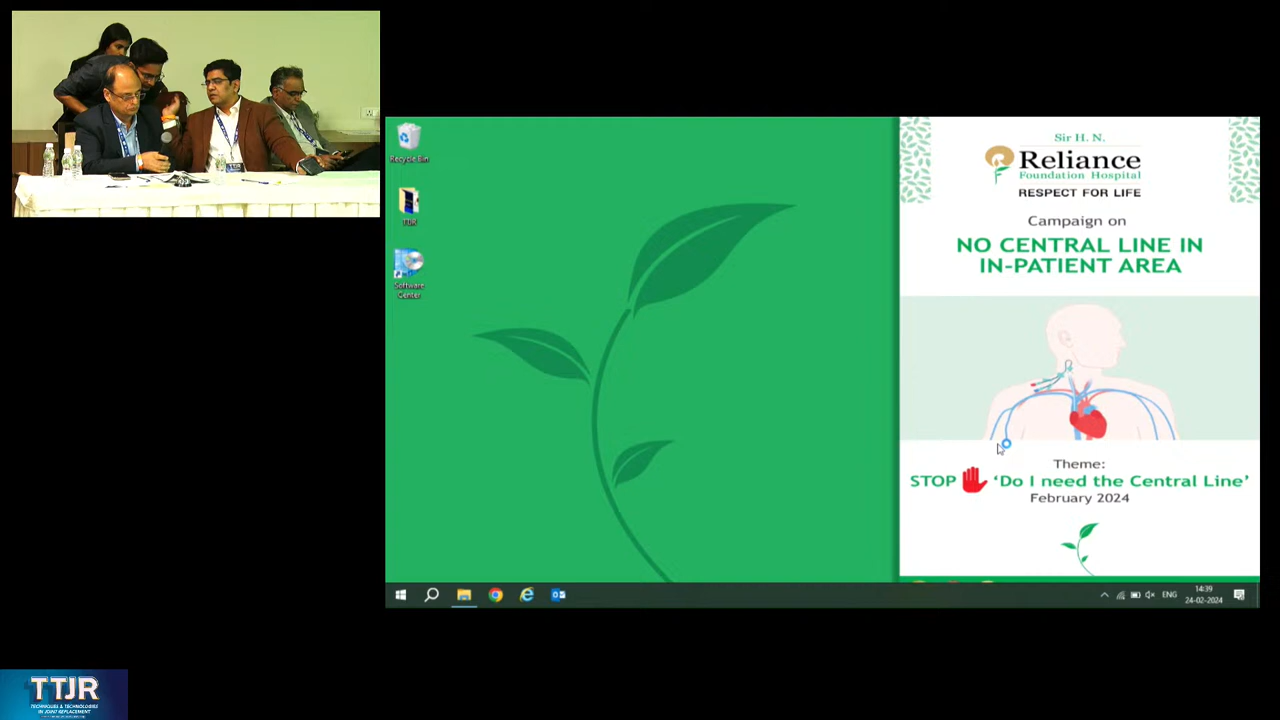 Recycle Bin
TTJR
Software
Center
Sir H. N.
Reliance
Foundation Hospital
RESPECT FOR LIFE
Campaign on
NO CENTRAL LINE IN
IN-PATIENT AREA
Theme:
STOP 'Do I need the Central Line'
February 2024
ENG
14:39
24-02-2024
TTJR
TECHNIQUES & TECHNOLOGIES
IN JOINT REPLACEMENT